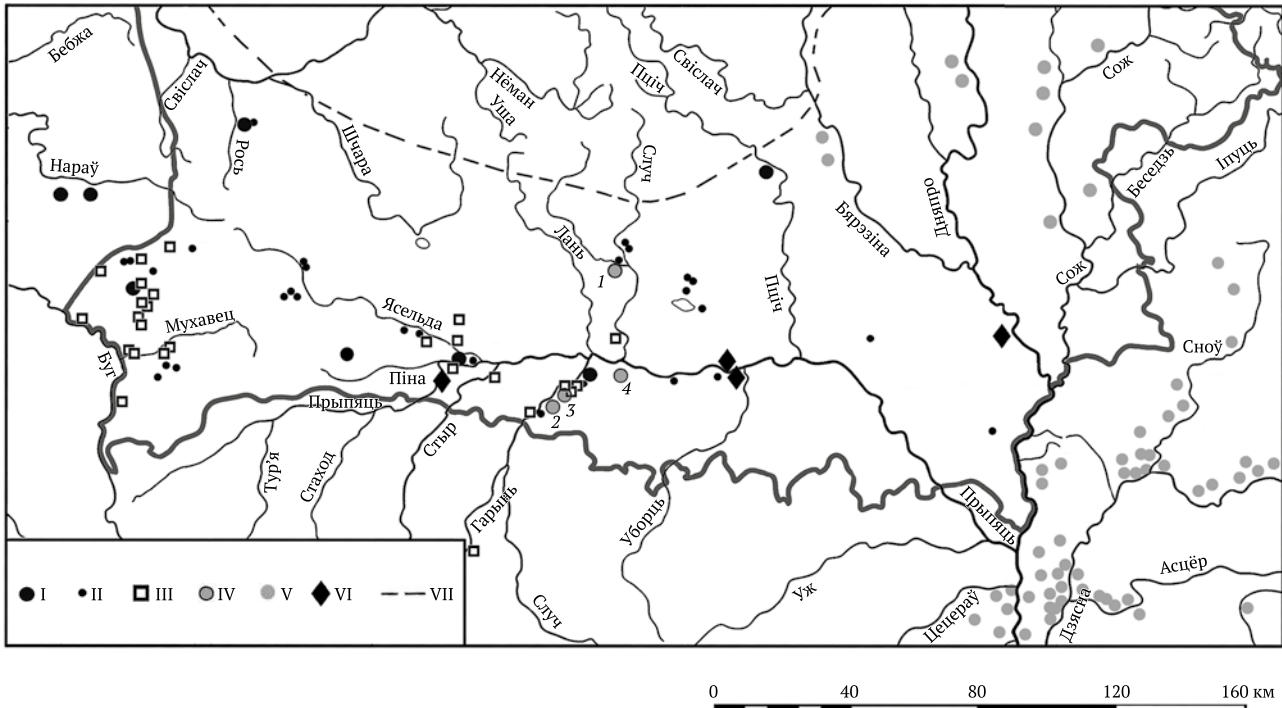 Бебжа
Свіслач
Нёман
Уша
Пціч
Свіслач
Сож
Рось
Шчара
Случ
Нараў
Бярэзіна
Дняпро
Беседзь
Іпуць
Лань
1
Пціч
Сож
Ясельда
Мухавец
Буг
Піна
Сноў
Прыпяць
3
4
2
Стыр
Тур'я
Стаход
Гарынь
Уборць
Прыпяць
Случ
Уж
Цецераў
Дзясна
Асцёр
I II III IV V VI VII
0 40 80 120 160 км